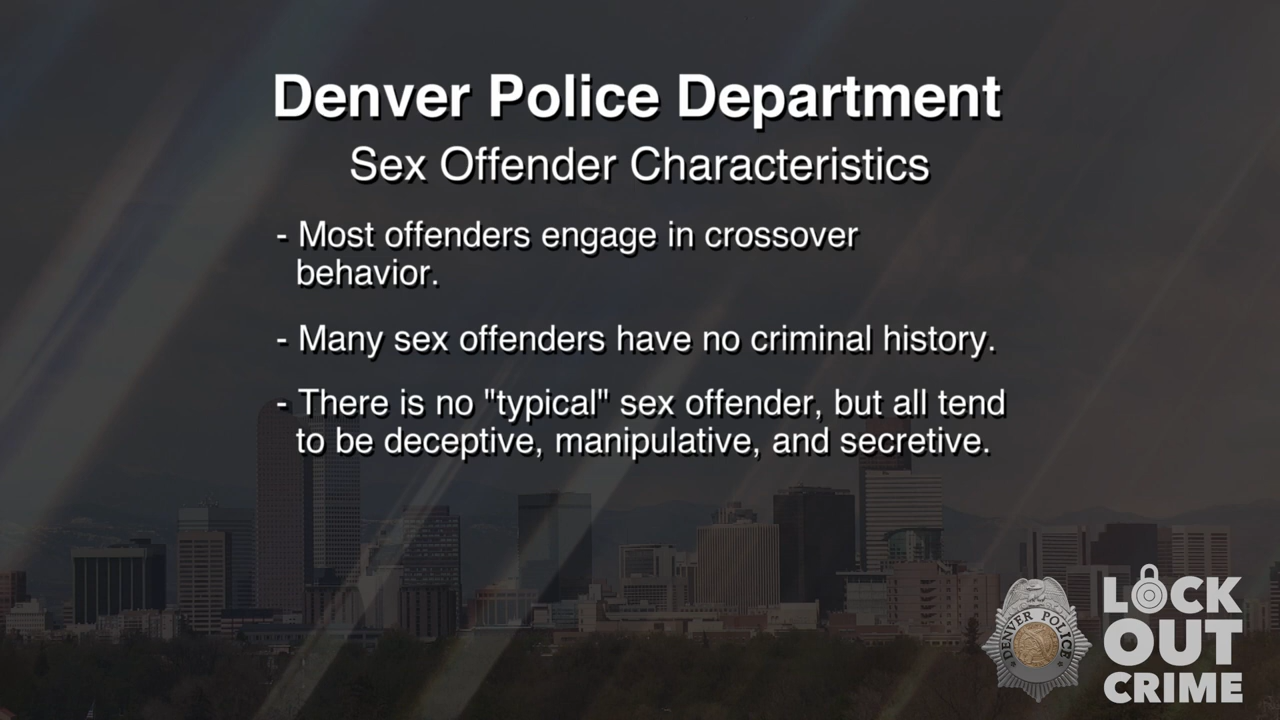 Denver Police Department
Sex Offender Characteristics
- Most offenders engage in crossover
behavior.
- Many sex offenders have no criminal history.
- There is no "typical" sex offender, but all tend
to be deceptive, manipulative, and secretive.
DENVER POLICE
LOCK
OUT
CRIME